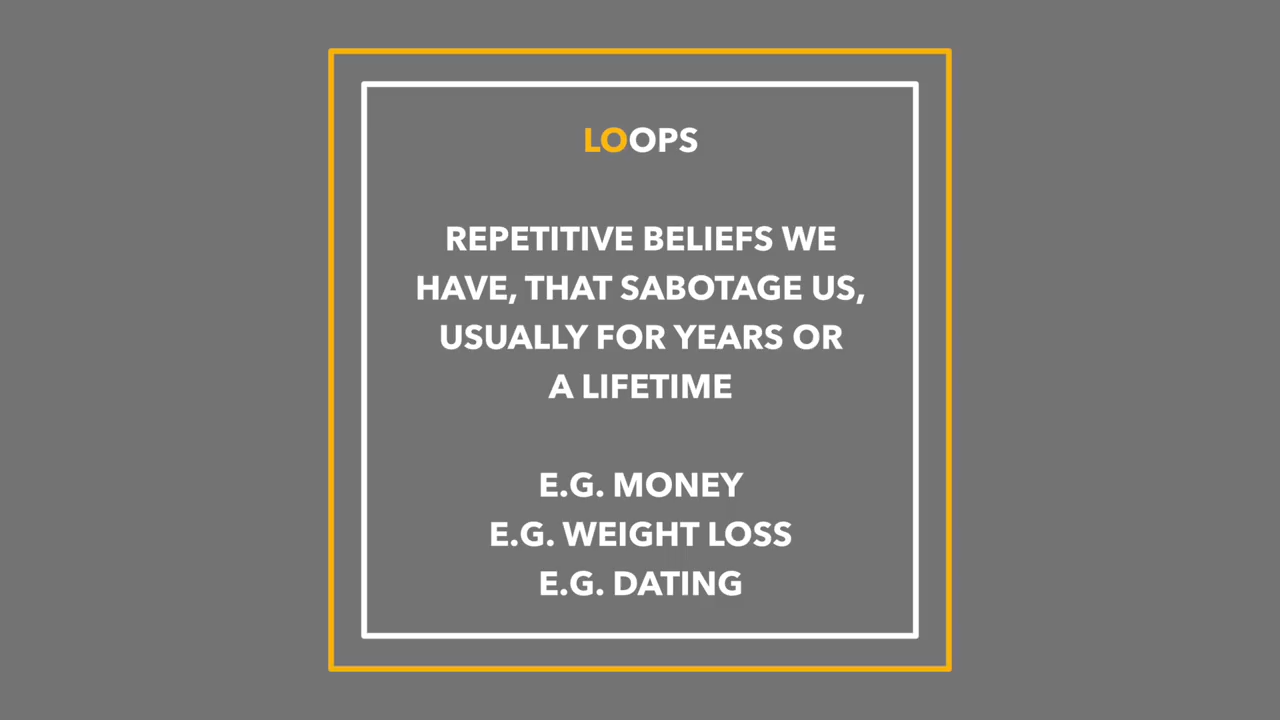 LOOPS
REPETITIVE BELIEFS WE
HAVE, THAT SABOTAGE US,
USUALLY FOR YEARS OR
A LIFETIME
E.G. MONEY
E.G. WEIGHT LOSS
E.G. DATING